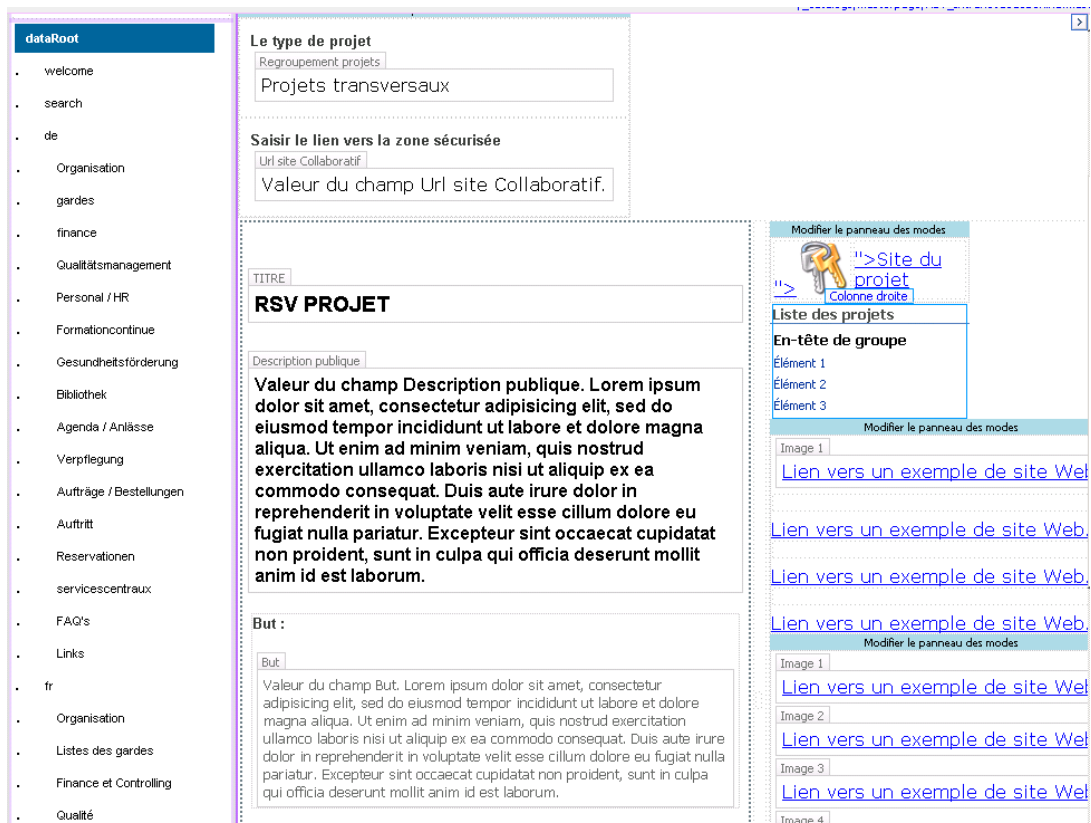 dataRoot
. welcome
. search
. de
. Organisation
. gardes
. finance
. Qualitätsmanagement
. Personal / HR
. Formationcontinue
. Gesundheitsförderung
. Bibliothek
. Agenda / Anlässe
. Verpflegung
. Aufträge / Bestellungen
. Auftritt
. Reservationen
. servicescentraux
. FAQ's
. Links
. fr
. Organisation
. Listes des gardes
. Finance et Controlling
. Qualité
Le type de projet
Regroupement projets
Projets transversaux
Saisir le lien vers la zone sécurisée
Url site Collaboratif
Valeur du champ Url site Collaboratif.
TITRE
RSV PROJET
Description publique
Valeur du champ Description publique. Lorem ipsum
dolor sit amet, consectetur adipisicing elit, sed do
eiusmod tempor incididunt ut labore et dolore magna
aliqua. Ut enim ad minim veniam, quis nostrud
exercitation ullamco laboris nisi ut aliquip ex ea
commodo consequat. Duis aute irure dolor in
reprehenderit in voluptate velit esse cillum dolore eu
fugiat nulla pariatur. Excepteur sint occaecat cupidatat
non proident, sunt in culpa qui officia deserunt mollit
anim id est laborum.
But :
But
Valeur du champ But. Lorem ipsum dolor sit amet, consectetur
adipisicing elit, sed do eiusmod tempor incididunt ut labore et dolore
magna aliqua. Ut enim ad minim veniam, quis nostrud exercitation
ullamco laboris nisi ut aliquip ex ea commodo consequat. Duis aute irure
dolor in reprehenderit in voluptate velit esse cillum dolore eu fugiat nulla
pariatur. Excepteur sint occaecat cupidatat non proident, sunt in culpa
qui officia deserunt mollit anim id est laborum.
Modifier le panneau des modes
"> ">Site du
projet
Colonne droite
Liste des projets
En-tête de groupe
Élément 1
Élément 2
Élément 3
Modifier le panneau des modes
Image 1
Lien vers un exemple de site Web
Lien vers un exemple de site Web.
Lien vers un exemple de site Web.
Lien vers un exemple de site Web.
Modifier le panneau des modes
Image 1
Lien vers un exemple de site Web
Image 2
Lien vers un exemple de site Web
Image 3
Lien vers un exemple de site Web
Image 4